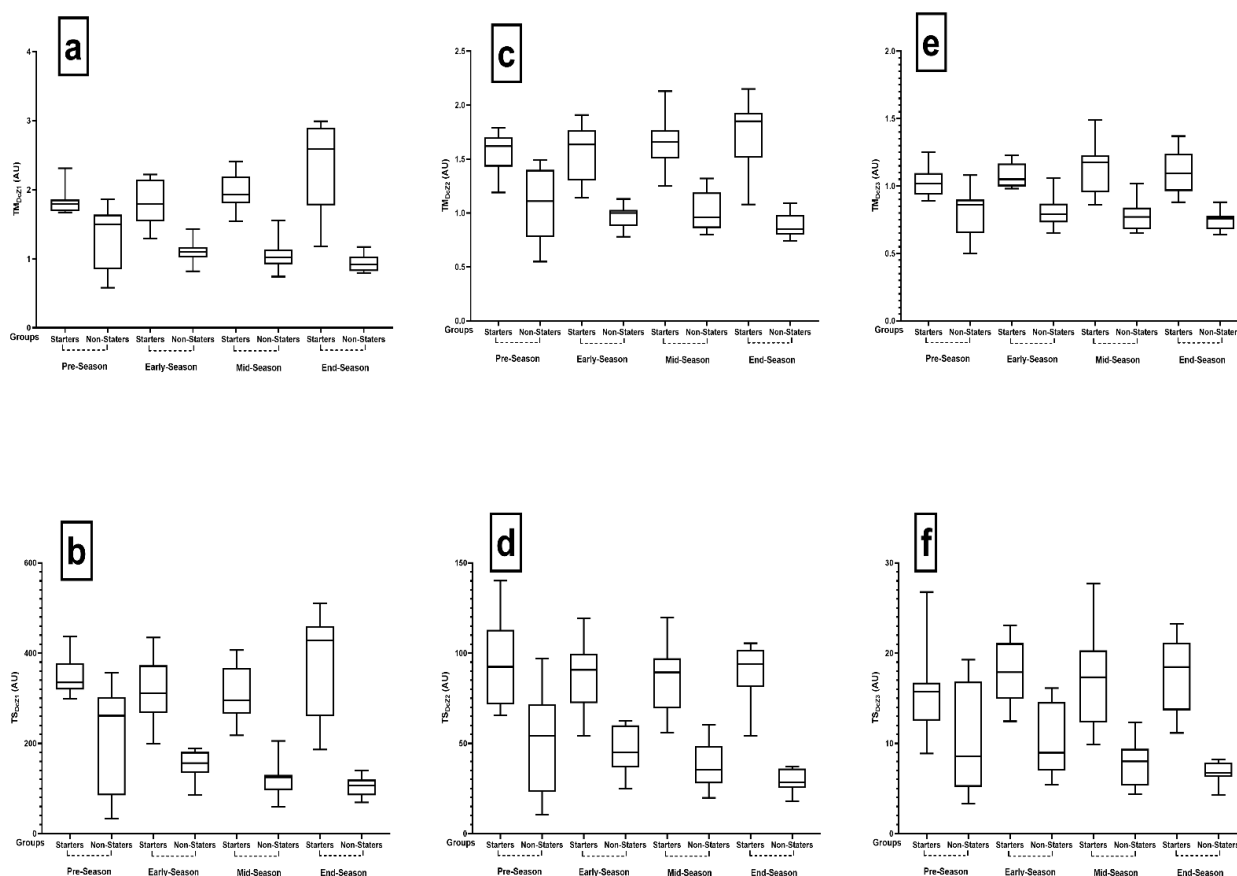 a
4
3
2
1
0
TM_DcZ1 (AU)
Groups Starters Non-Staters Starters Non-Staters Starters Non-Staters Starters Non-Staters
Pre-Season Early-Season Mid-Season End-Season
c
2.5
2.0
1.5
1.0
0.5
0.0
TM_DcZ2 (AU)
Groups Starters Non-Staters Starters Non-Staters Starters Non-Staters Starters Non-Staters
Pre-Season Early-Season Mid-Season End-Season
e
2.0
1.5
1.0
0.5
0.0
TM_DcZ3 (AU)
Groups Starters Non-Staters Starters Non-Staters Starters Non-Staters Starters Non-Staters
Pre-Season Early-Season Mid-Season End-Season
b
600
400
200
0
TS_DcZ1 (AU)
Groups Starters Non-Staters Starters Non-Staters Starters Non-Staters Starters Non-Staters
Pre-Season Early-Season Mid-Season End-Season
d
150
100
50
0
TS_DcZ2 (AU)
Groups Starters Non-Staters Starters Non-Staters Starters Non-Staters Starters Non-Staters
Pre-Season Early-Season Mid-Season End-Season
f
30
20
10
0
TS_DcZ3 (AU)
Groups Starters Non-Staters Starters Non-Staters Starters Non-Staters Starters Non-Staters
Pre-Season Early-Season Mid-Season End-Season